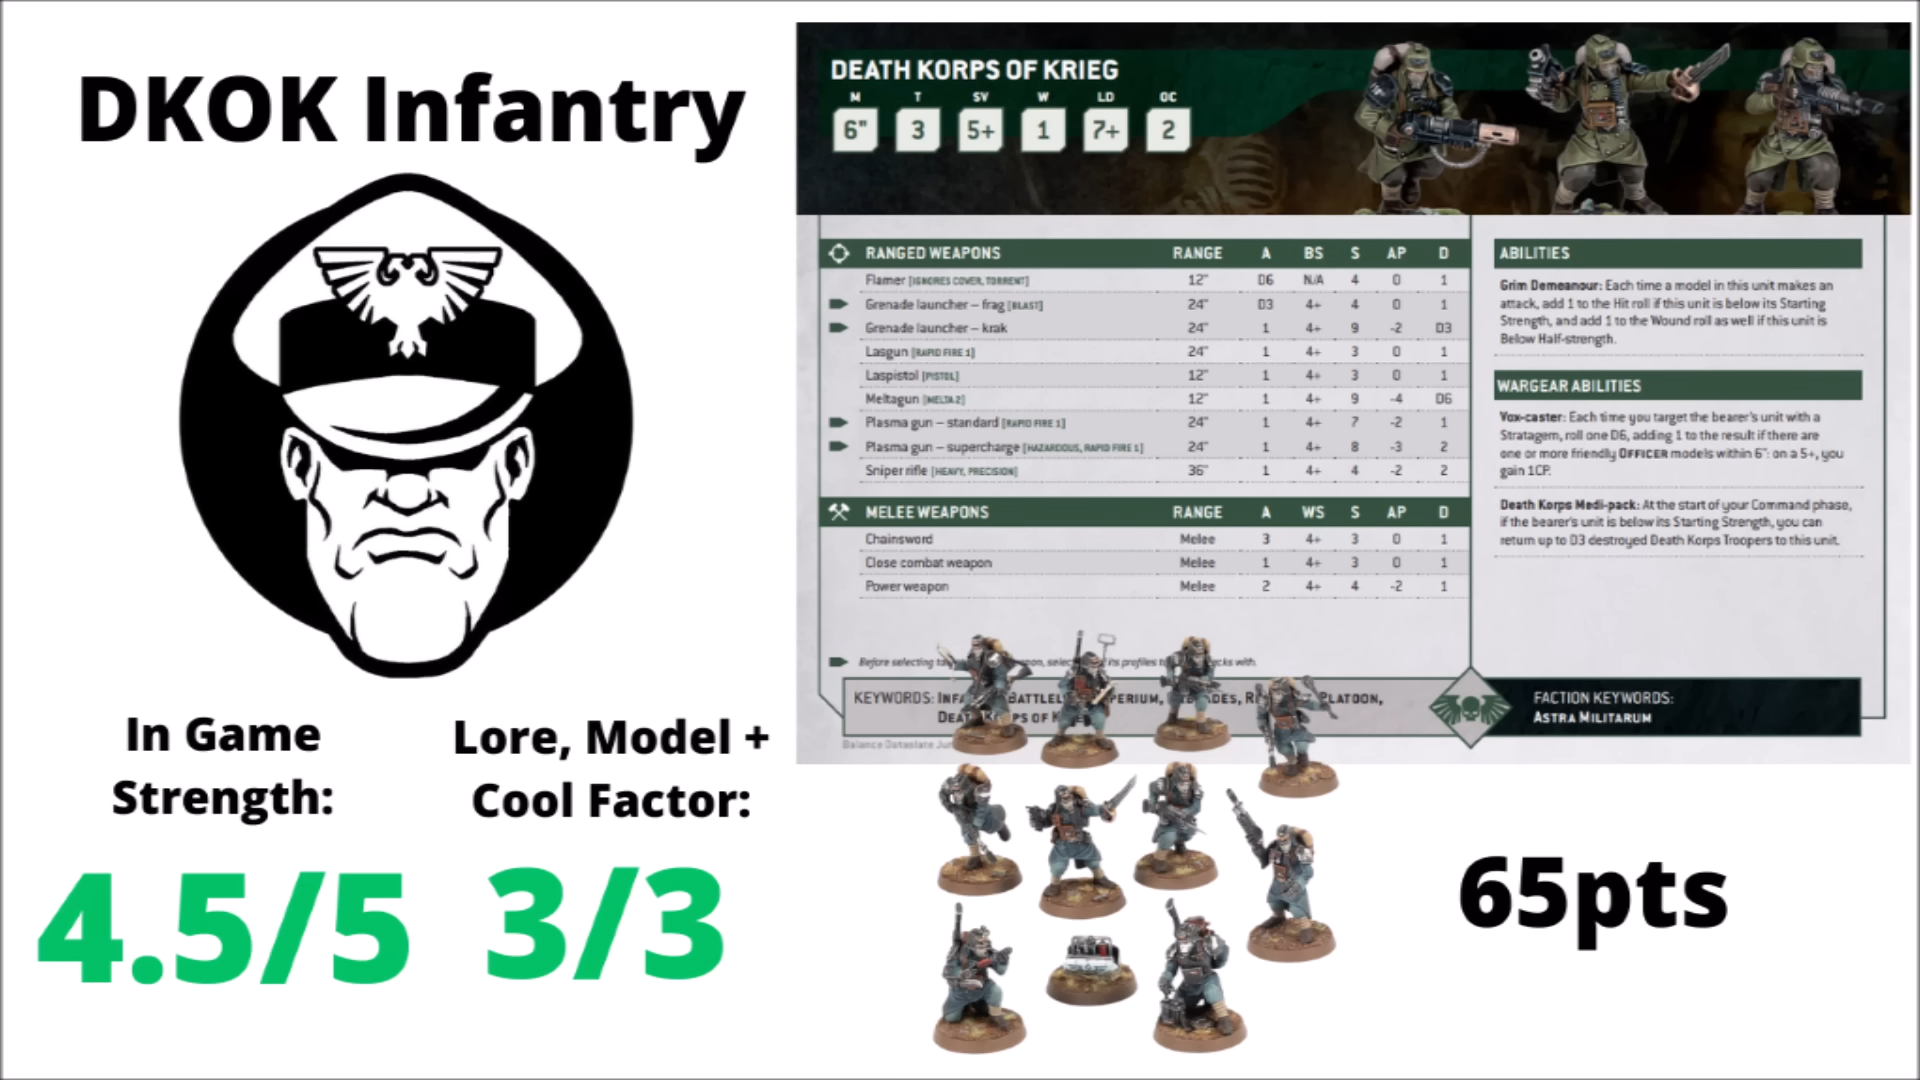 DKOK Infantry
In Game
Strength:
4.5/5
Lore, Model +
Cool Factor:
3/3
DEATH KORPS OF KRIEG
M T SV W LD OC
6" 3 5+ 1 7+ 2
RANGED WEAPONS RANGE A BS S AP D
Flamer [IGNORES COVER, TORRENT] 12" D6 N/A 4 0 1
Grenade launcher – frag [BLAST] 24" D3 4+ 4 0 1
Grenade launcher – krak 24" 1 4+ 9 -2 D3
Lasgun [RAPID FIRE 1] 24" 1 4+ 3 0 1
Laspistol [PISTOL] 12" 1 4+ 3 0 1
Meltagun [MELTA 2] 12" 1 4+ 9 -4 D6
Plasma gun – standard [RAPID FIRE 1] 24" 1 4+ 7 -2 1
Plasma gun – supercharge [HAZARDOUS, RAPID FIRE 1] 24" 1 4+ 8 -3 2
Sniper rifle [HEAVY, PRECISION] 36" 1 4+ 4 -2 2
MELEE WEAPONS RANGE A WS S AP D
Chainsword Melee 3 4+ 3 0 1
Close combat weapon Melee 1 4+ 3 0 1
Power weapon Melee 2 4+ 4 -2 1
Before selecting
KEYWORDS:
PLATOON,
Balance Dataslate
ABILITIES
Grim Demeanour: Each time a model in this unit makes an
attack, add 1 to the Hit roll if this unit is below its Starting
Strength, and add 1 to the Wound roll as well if this unit is
Below Half-strength.
WARGEAR ABILITIES
Vox-caster: Each time you target the bearer's unit with a
Stratagem, roll one D6, adding 1 to the result if there are
one or more friendly OFFICER models within 6": on a 5+, you
gain 1CP.
Death Korps Medi-pack: At the start of your Command phase,
if the bearer's unit is below its Starting Strength, you can
return up to D3 destroyed Death Korps Troopers to this unit.
FACTION KEYWORDS:
ASTRA MILITARUM
65pts